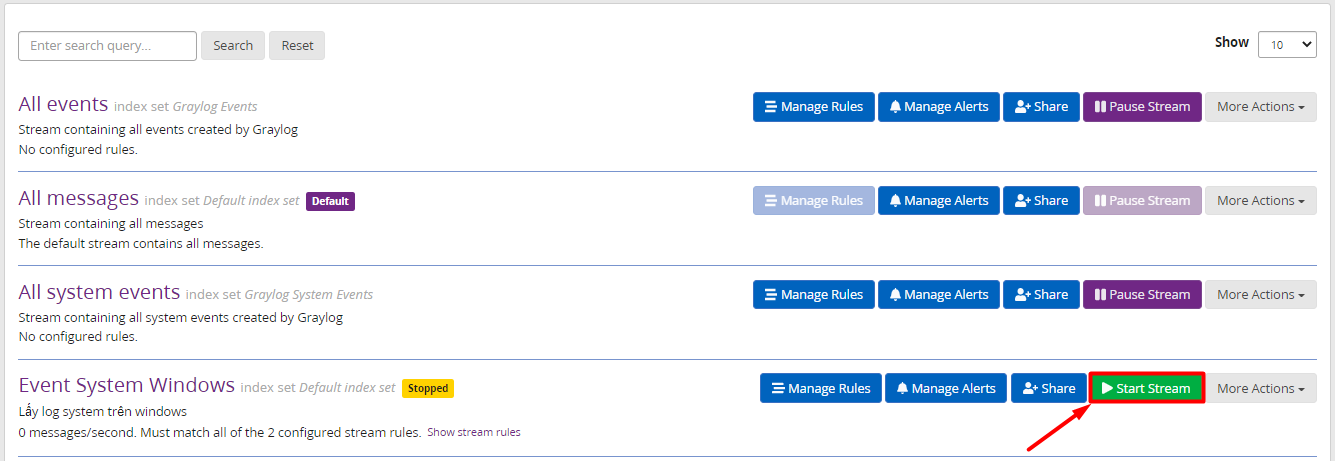 Enter search query... Search Reset Show 10
All events index set Graylog Events Manage Rules Manage Alerts Share Pause Stream More Actions
Stream containing all events created by Graylog
No configured rules.
All messages index set Default index set Default Manage Rules Manage Alerts Share Pause Stream More Actions
Stream containing all messages
The default stream contains all messages.
All system events index set Graylog System Events Manage Rules Manage Alerts Share Pause Stream More Actions
Stream containing all system events created by Graylog
No configured rules.
Event System Windows index set Default index set Stopped Manage Rules Manage Alerts Share Start Stream More Actions
Lấy log system trên windows
0 messages/second. Must match all of the 2 configured stream rules. Show stream rules